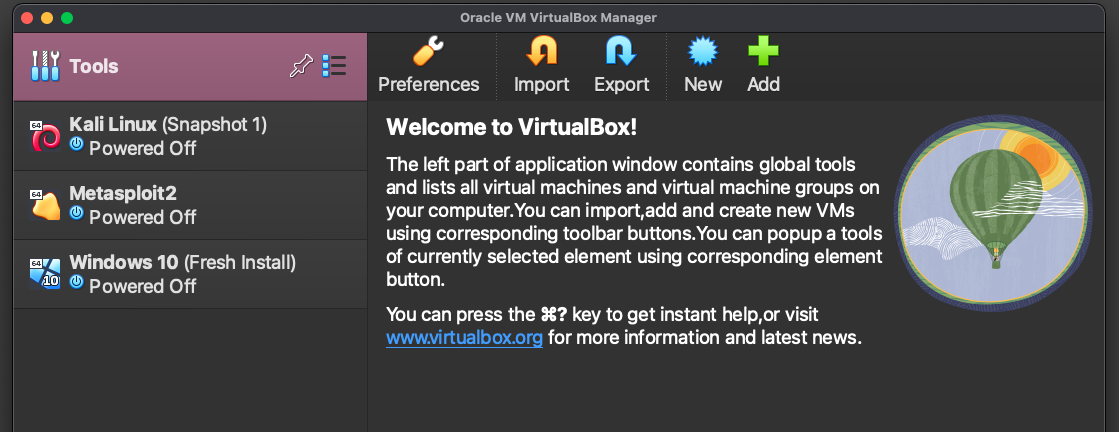 Oracle VM VirtualBox Manager
Tools
Preferences
Import
Export
New
Add
64
Kali Linux (Snapshot 1)
Powered Off
Metasploit2
Powered Off
64
10
Windows 10 (Fresh Install)
Powered Off
Welcome to VirtualBox!
The left part of application window contains global tools
and lists all virtual machines and virtual machine groups on
your computer.You can import,add and create new VMs
using corresponding toolbar buttons.You can popup a tools
of currently selected element using corresponding element
button.
You can press the ⌘? key to get instant help,or visit
www.virtualbox.org for more information and latest news.